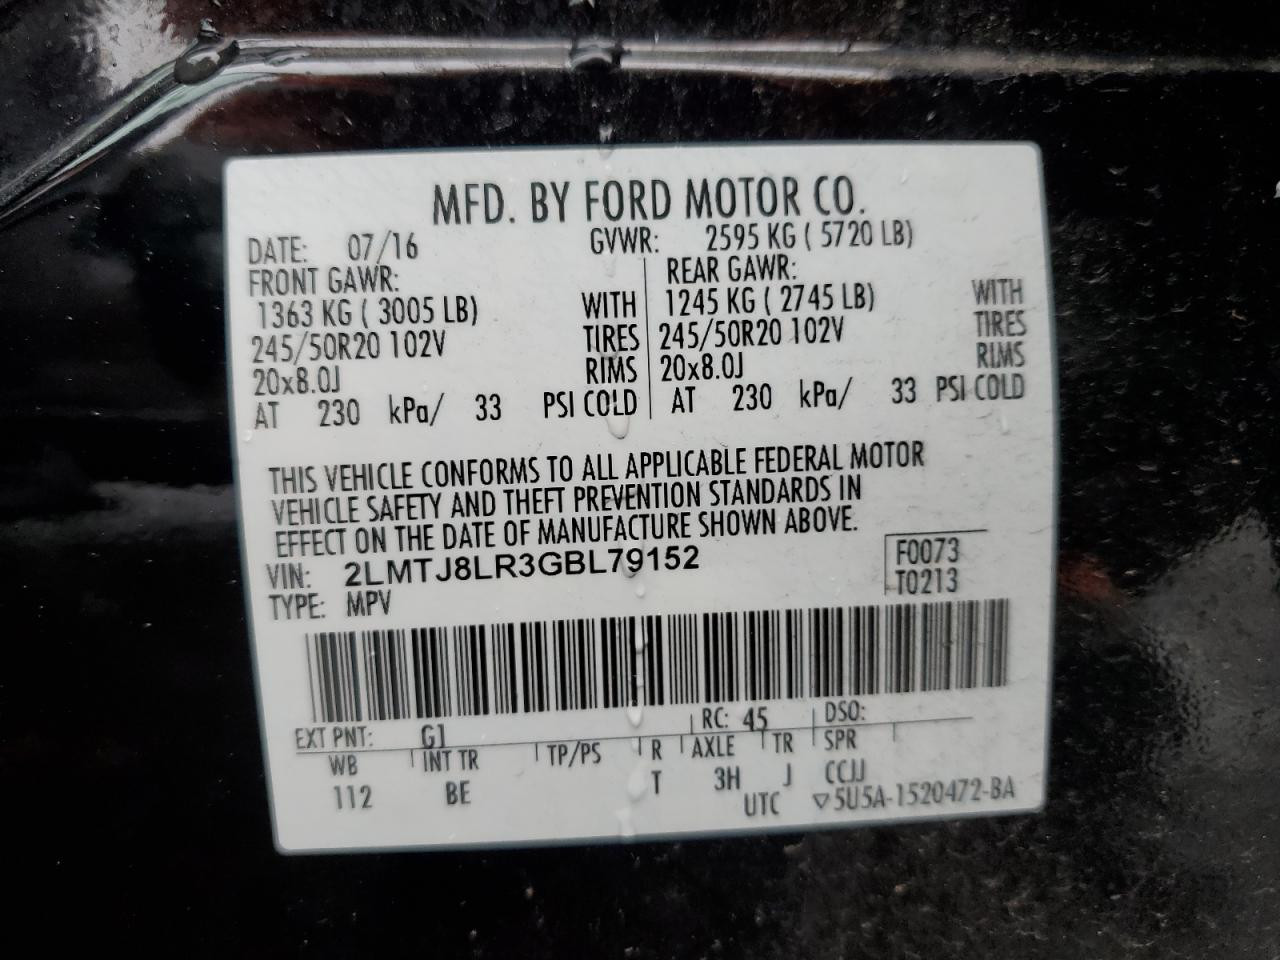 MFD. BY FORD MOTOR CO.
DATE: 07/16 GVWR: 2595 KG ( 5720 LB)
FRONT GAWR: REAR GAWR:
1363 KG ( 3005 LB) WITH 1245 KG ( 2745 LB) WITH
245/50R20 102V TIRES 245/50R20 102V TIRES
20x8.0J RIMS 20x8.0J RIMS
AT 230 kPa/ 33 PSI COLD AT 230 kPa/ 33 PSI COLD
THIS VEHICLE CONFORMS TO ALL APPLICABLE FEDERAL MOTOR
VEHICLE SAFETY AND THEFT PREVENTION STANDARDS IN
EFFECT ON THE DATE OF MANUFACTURE SHOWN ABOVE.
VIN: 2LMTJ8LR3GBL79152 F0073
TYPE: MPV T0213
EXT PNT: G1 RC: 45 DSO:
WB INT TR TP/PS R AXLE TR SPR
112 BE T 3H J CCJJ
UTC ▽5U5A-1520472-BA